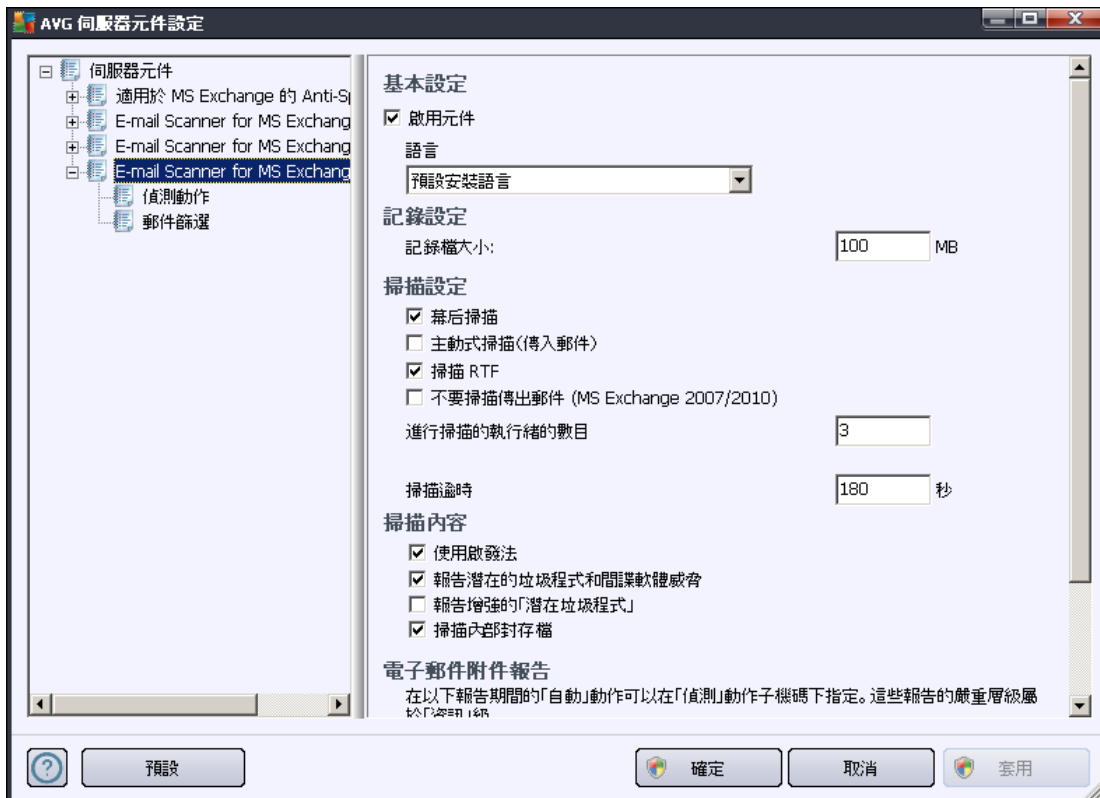 AVG 伺服器元件設定
伺服器元件
適用於 MS Exchange 的 Anti-Sp
E-mail Scanner for MS Exchang
E-mail Scanner for MS Exchang
E-mail Scanner for MS Exchang
偵測動作
郵件篩選
基本設定
啟用元件
語言
預設安裝語言
記錄設定
記錄檔大小:
100 MB
掃描設定
幕后掃描
主動式掃描(傳入郵件)
掃描 RTF
不要掃描傳出郵件 (MS Exchange 2007/2010)
進行掃描的執行緒的數目
3
掃描逾時
180 秒
掃描內容
使用啟發法
報告潛在的垃圾程式和間諜軟體威脅
報告增強的「潛在垃圾程式」
掃描內部封存檔
電子郵件附件報告
在以下報告期間的「自動」動作可以在「偵測」動作子機碼下指定。這些報告的嚴重層級屬
於「資訊」級
預設
確定
取消
套用